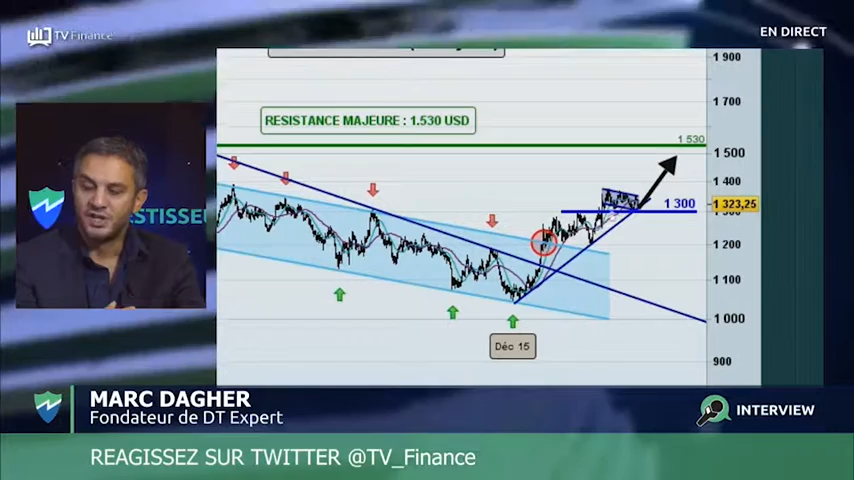 TV Finance
EN DIRECT
1 900
1 700
RESISTANCE MAJEURE : 1.530 USD
1 530
1 500
1 400
1 300
1 323,25
1 300
1 200
1 100
1 000
900
Déc 15
MARC DAGHER
Fondateur de DT Expert
INTERVIEW
REAGISSEZ SUR TWITTER @TV_Finance